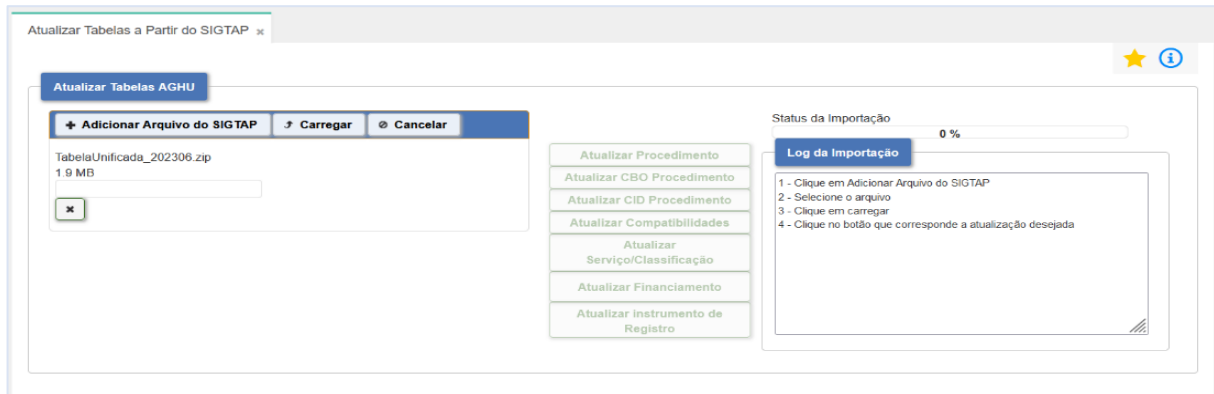 Atualizar Tabelas a Partir do SIGTAP
Atualizar Tabelas AGHU
Adicionar Arquivo do SIGTAP
Carregar
Cancelar
TabelaUnificada_202306.zip
1.9 MB
Atualizar Procedimento
Atualizar CBO Procedimento
Atualizar CID Procedimento
Atualizar Compatibilidades
Atualizar
Serviço/Classificação
Atualizar Financiamento
Atualizar instrumento de
Registro
Status da Importação
0 %
Log da Importação
1 - Clique em Adicionar Arquivo do SIGTAP
2 - Selecione o arquivo
3 - Clique em carregar
4 - Clique no botão que corresponde a atualização desejada